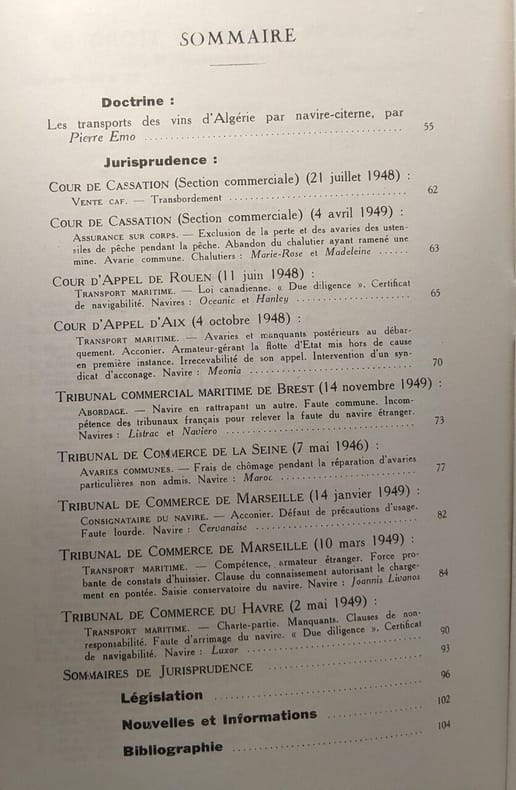 SOMMAIRE
Doctrine :
Les transports des vins d'Algérie par navire-citerne, par
Pierre Emo ........ 55
Jurisprudence :
COUR DE CASSATION (Section commerciale) (21 juillet 1948) :
VENTE CAF. — Transbordement ........ 62
COUR DE CASSATION (Section commerciale) (4 avril 1949) :
ASSURANCE SUR CORPS. — Exclusion de la perte et des avaries des usten-
siles de pêche pendant la pêche. Abandon du chalutier ayant ramené une
mine. Avarie commune. Chalutiers : Marie-Rose et Madeleine ...... 63
COUR D'APPEL DE ROUEN (11 juin 1948) :
TRANSPORT MARITIME. — Loi canadienne. « Due diligence ». Certificat
de navigabilité. Navires : Oceanic et Hanley ........ 65
COUR D'APPEL D'AIX (4 octobre 1948) :
TRANSPORT MARITIME. — Avaries et manquants postérieurs au débar-
quement. Acconier. Armateur-gérant la flotte d'Etat mis hors de cause
en première instance. Irrecevabilité de son appel. Intervention d'un syn-
dicat d'acconage. Navire : Meonia ........ 70
TRIBUNAL COMMERCIAL MARITIME DE BREST (14 novembre 1949) :
ABORDAGE. — Navire en rattrapant un autre. Faute commune. Incom-
pétence des tribunaux français pour relever la faute du navire étranger.
Navires : Listrac et Naviero ........ 73
TRIBUNAL DE COMMERCE DE LA SEINE (7 mai 1946) :
AVARIES COMMUNES. — Frais de chômage pendant la réparation d'avaries
particulières non admis. Navire : Maroc ........ 77
TRIBUNAL DE COMMERCE DE MARSEILLE (14 janvier 1949) :
CONSIGNATAIRE DU NAVIRE. — Acconier. Défaut de précautions d'usage.
Faute lourde. Navire : Cervanaise ........ 82
TRIBUNAL DE COMMERCE DE MARSEILLE (10 mars 1949) :
TRANSPORT MARITIME. — Compétence, armateur étranger. Force pro-
bante de constats d'huissier. Clause du connaissement autorisant le charge-
ment en pontée. Saisie conservatoire du navire. Navire : Joannis Livanos 84
TRIBUNAL DE COMMERCE DU HAVRE (2 mai 1949) :
TRANSPORT MARITIME. — Charte-partie. Manquants. Clauses de non-
responsabilité. Faute d'arrimage du navire. « Due diligence ». Certificat
de navigabilité. Navire : Luxor ........ 90
SOMMAIRES DE JURISPRUDENCE ........ 93
Législation ........ 96
Nouvelles et Informations ........ 102
Bibliographie ........ 104